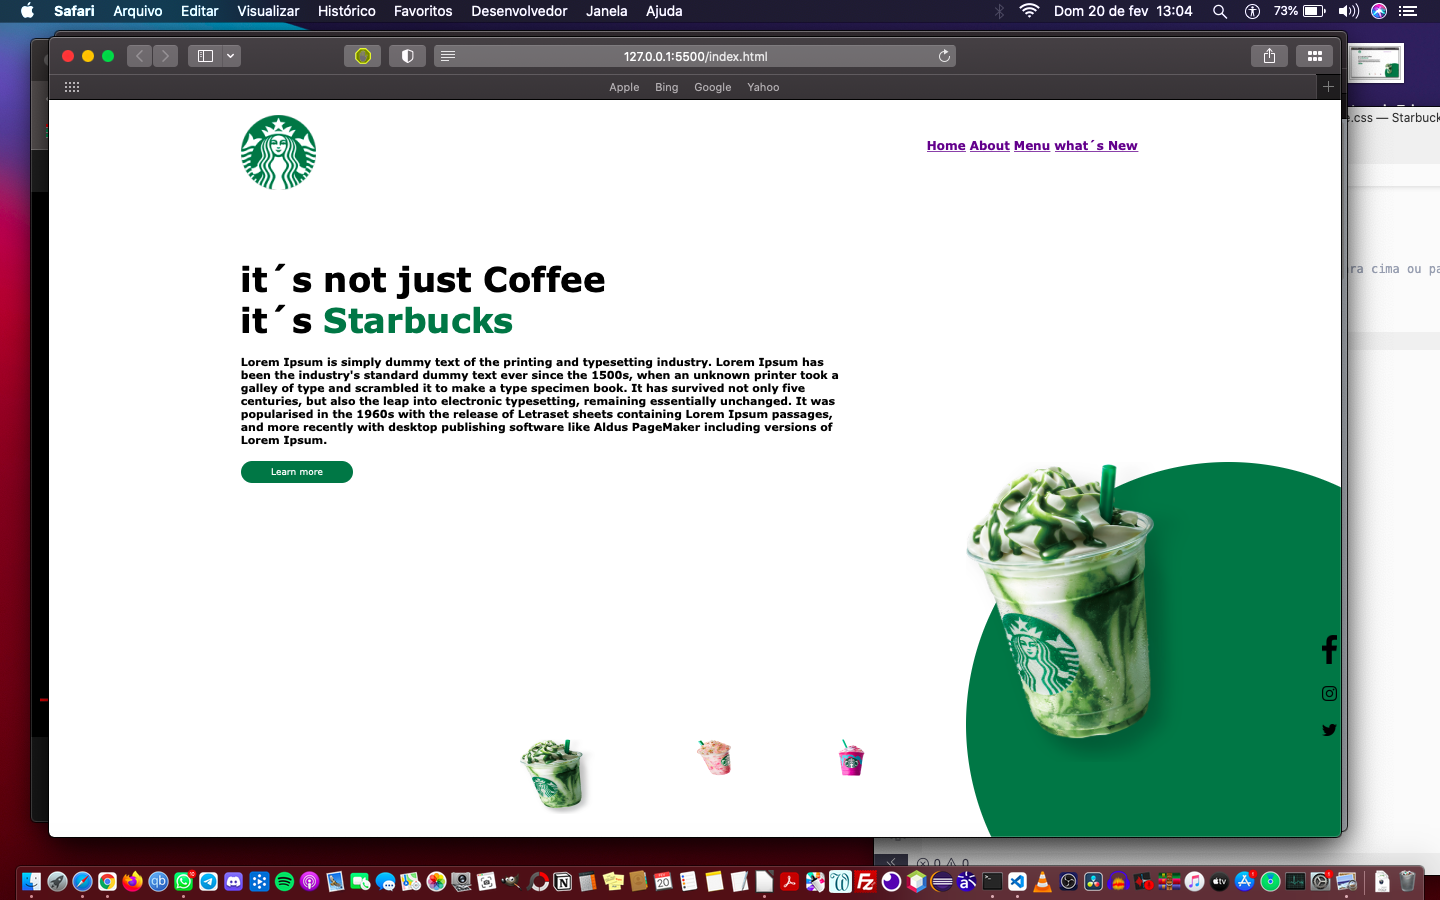 Safari Arquivo Editar Visualizar Histórico Favoritos Desenvolvedor Janela Ajuda 73% Dom 20 de fev 13:04
127.0.0.1:5500/index.html
Apple Bing Google Yahoo
.css — Starbuck
Home About Menu what´s New
it´s not just Coffee
it´s Starbucks
Lorem Ipsum is simply dummy text of the printing and typesetting industry. Lorem Ipsum has
been the industry's standard dummy text ever since the 1500s, when an unknown printer took a
galley of type and scrambled it to make a type specimen book. It has survived not only five
centuries, but also the leap into electronic typesetting, remaining essentially unchanged. It was
popularised in the 1960s with the release of Letraset sheets containing Lorem Ipsum passages,
and more recently with desktop publishing software like Aldus PageMaker including versions of
Lorem Ipsum.
Learn more
ra cima ou pa
0 0